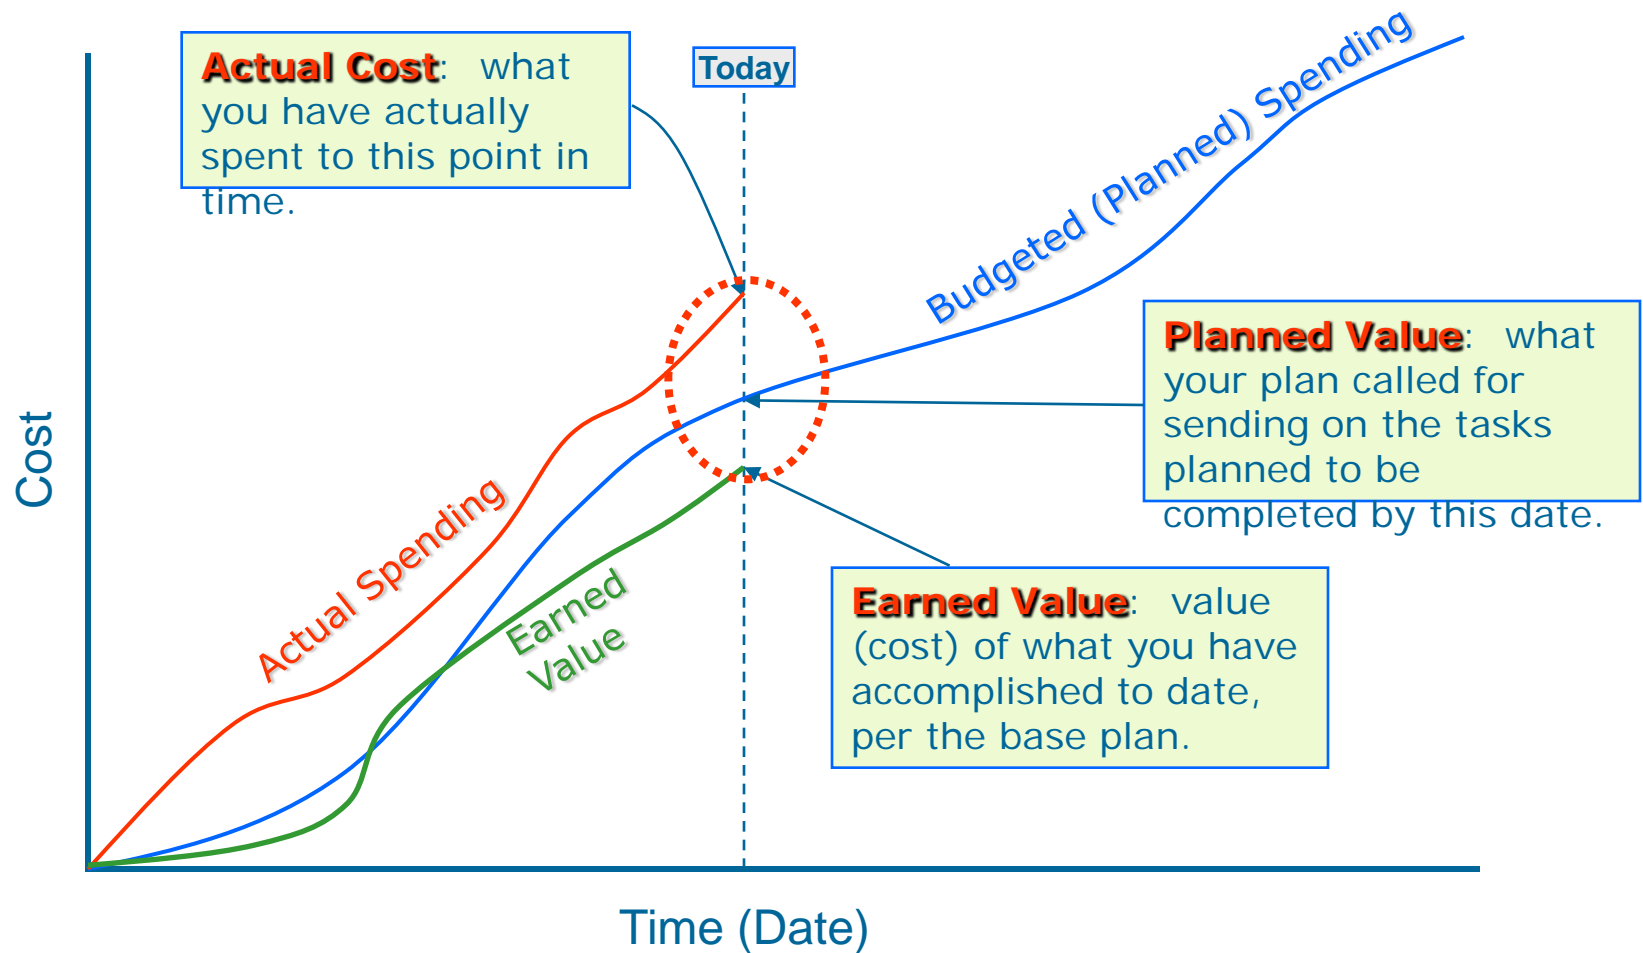 Actual Cost: what
you have actually
spent to this point in
time.
Today
Budgeted (Planned) Spending
Planned Value: what
your plan called for
sending on the tasks
planned to be
completed by this date.
Cost
Actual Spending
Earned
Value
Earned Value: value
(cost) of what you have
accomplished to date,
per the base plan.
Time (Date)